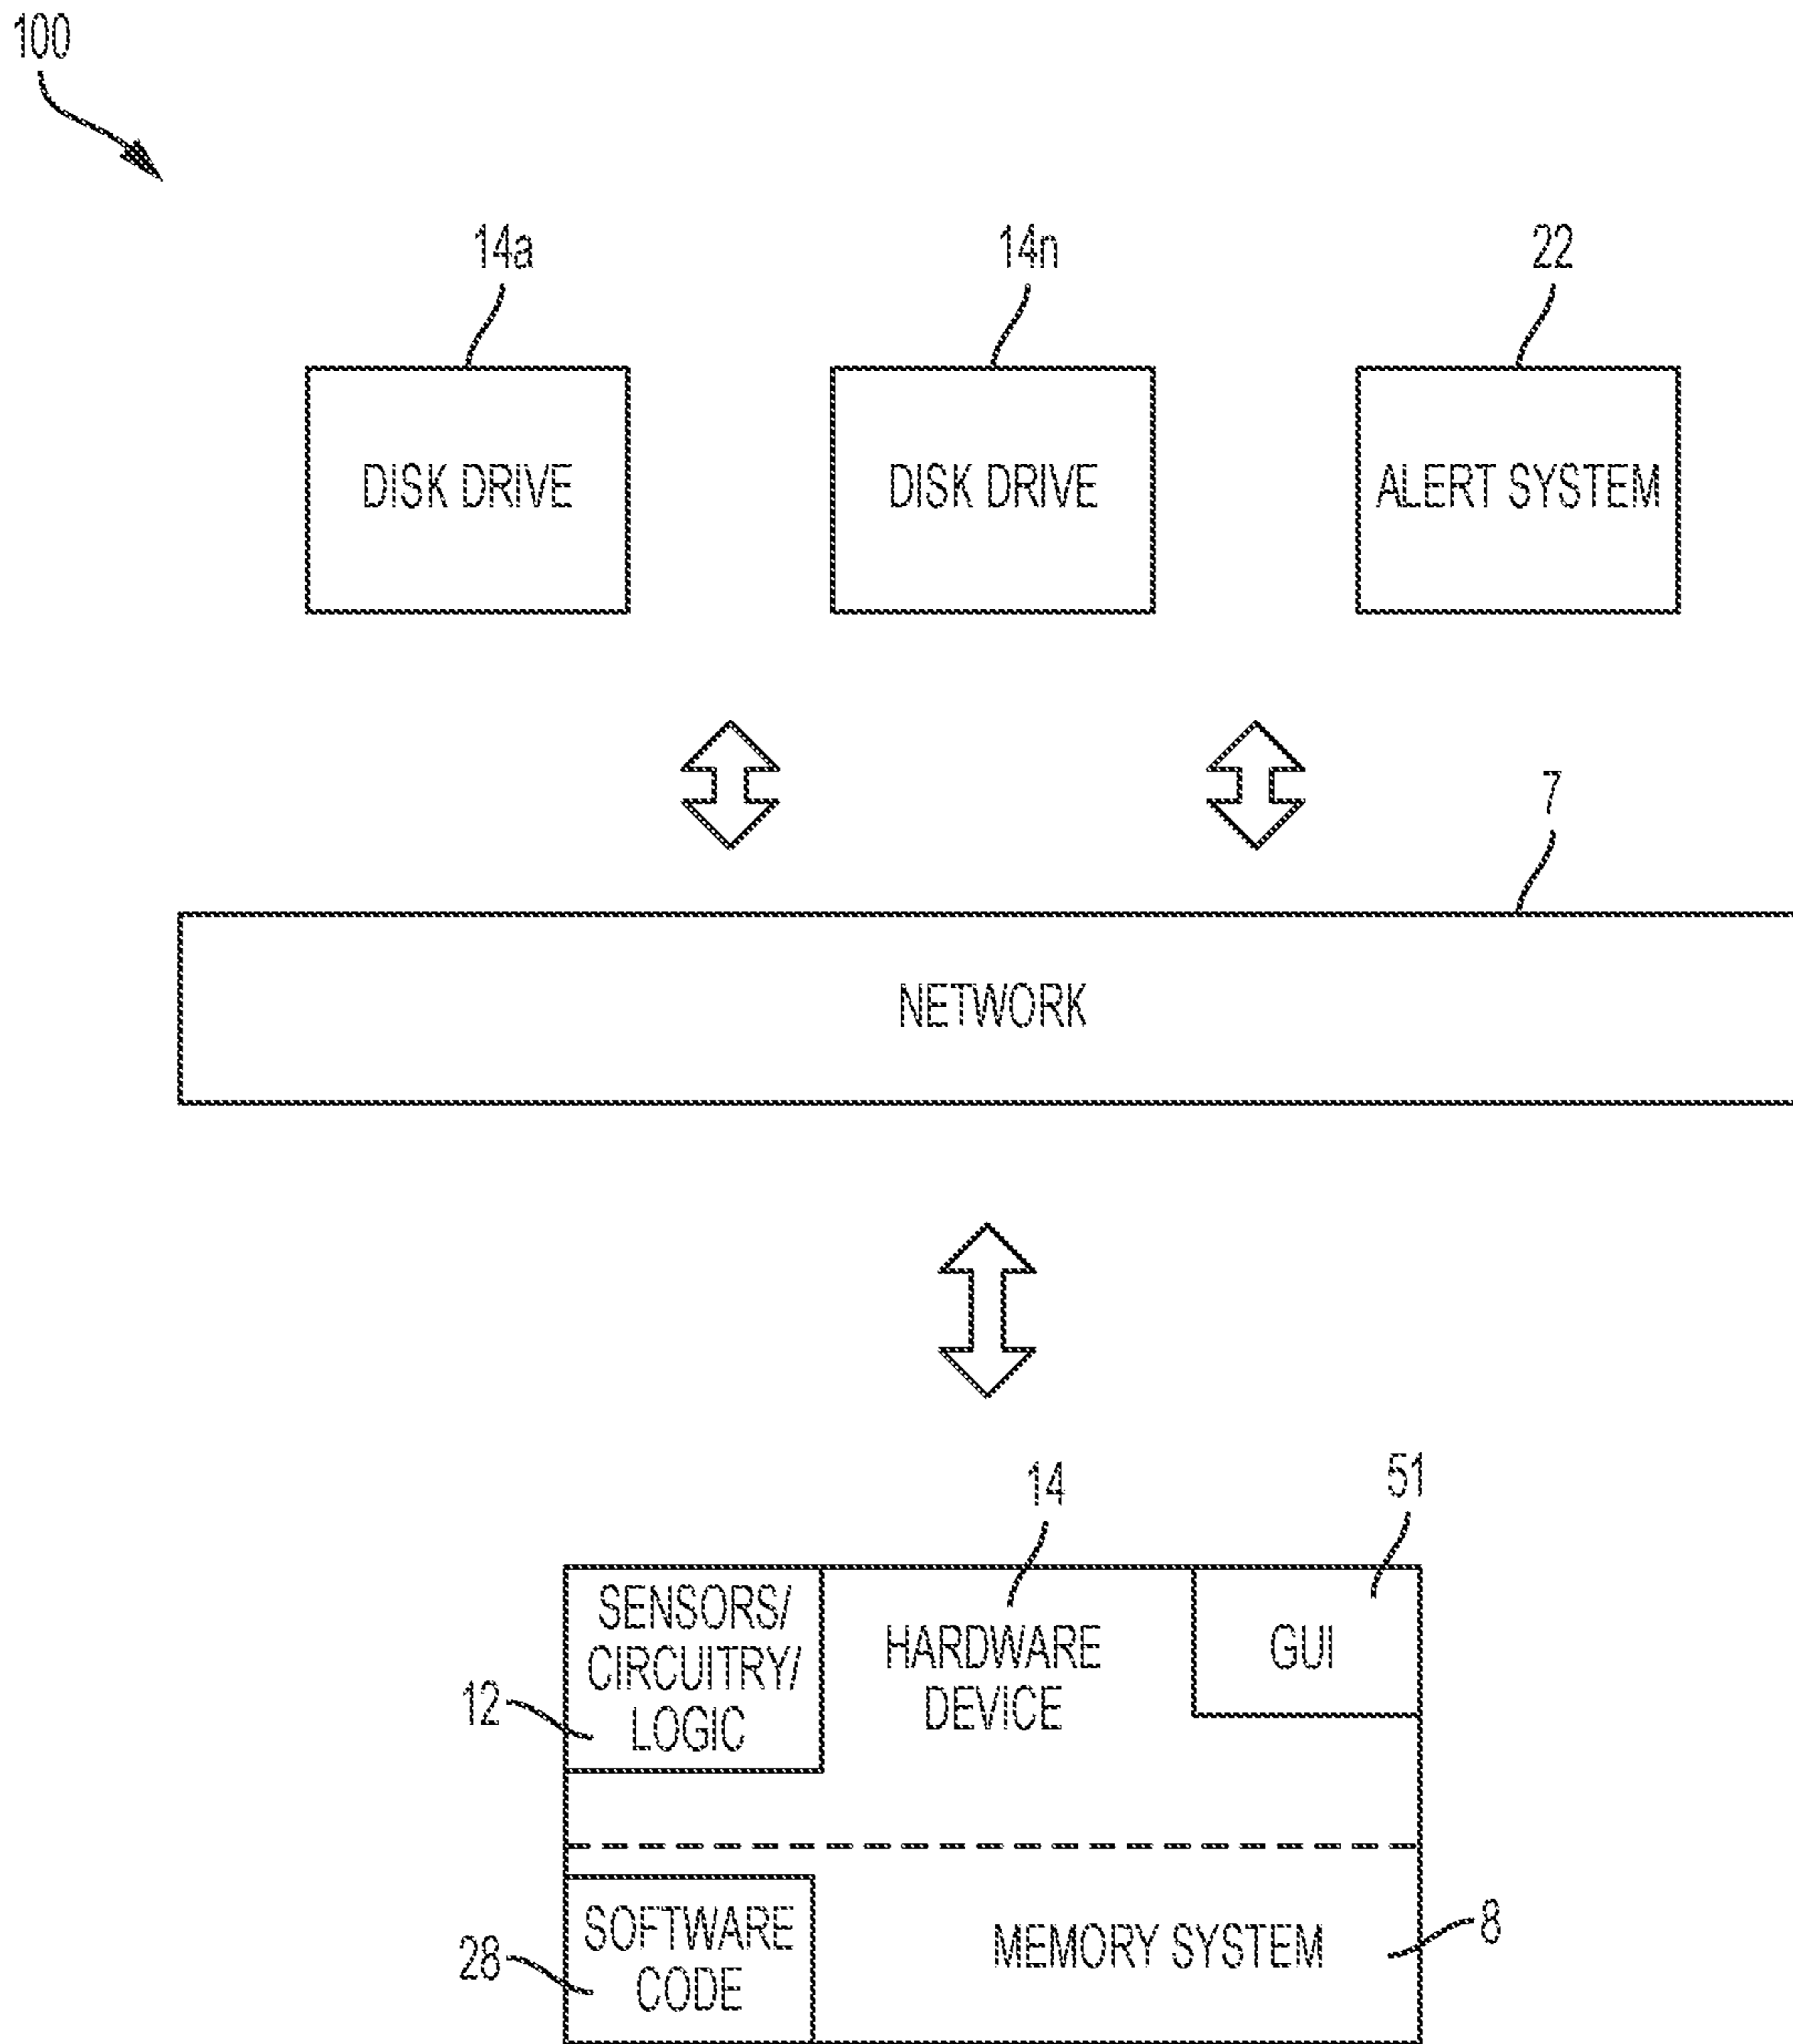 100
14a
14n
22
DISK DRIVE
DISK DRIVE
ALERT SYSTEM
7
NETWORK
14
51
SENSORS/
CIRCUITRY/
LOGIC
12
HARDWARE
DEVICE
GUI
SOFTWARE
CODE
28
MEMORY SYSTEM
8